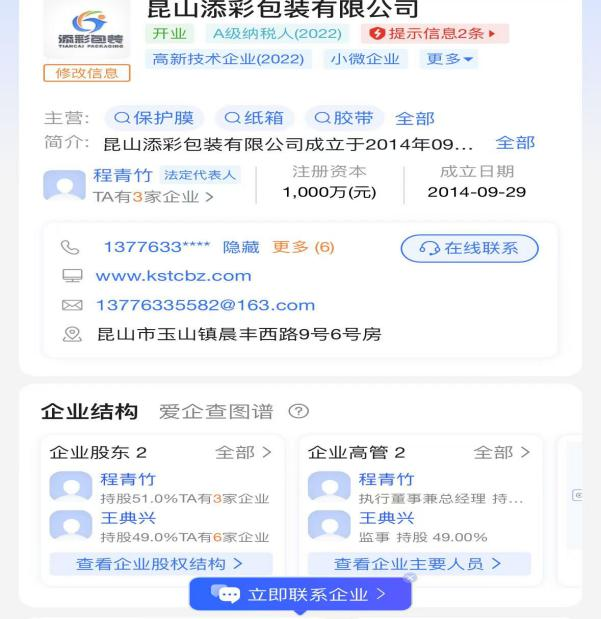 昆山添彩包装有限公司
添彩包装
TIANCAI PACKAGING
开业 A级纳税人(2022) 提示信息2条
修改信息
高新技术企业(2022) 小微企业 更多
主营: 保护膜 纸箱 胶带 全部
简介: 昆山添彩包装有限公司成立于2014年09... 全部
程青竹 法定代表人
TA有3家企业 >
注册资本
1,000万(元)
成立日期
2014-09-29
1377633**** 隐藏 更多 (6)
在线联系
www.kstcbz.com
13776335582@163.com
昆山市玉山镇晨丰西路9号6号房
企业结构 爱企查图谱 ?
企业股东 2 全部 >
程青竹
持股51.0%TA有3家企业
王典兴
持股49.0%TA有6家企业
查看企业股权结构 >
企业高管 2 全部 >
程青竹
执行董事兼总经理 持...
王典兴
监事 持股 49.00%
查看企业主要人员 >
立即联系企业 >